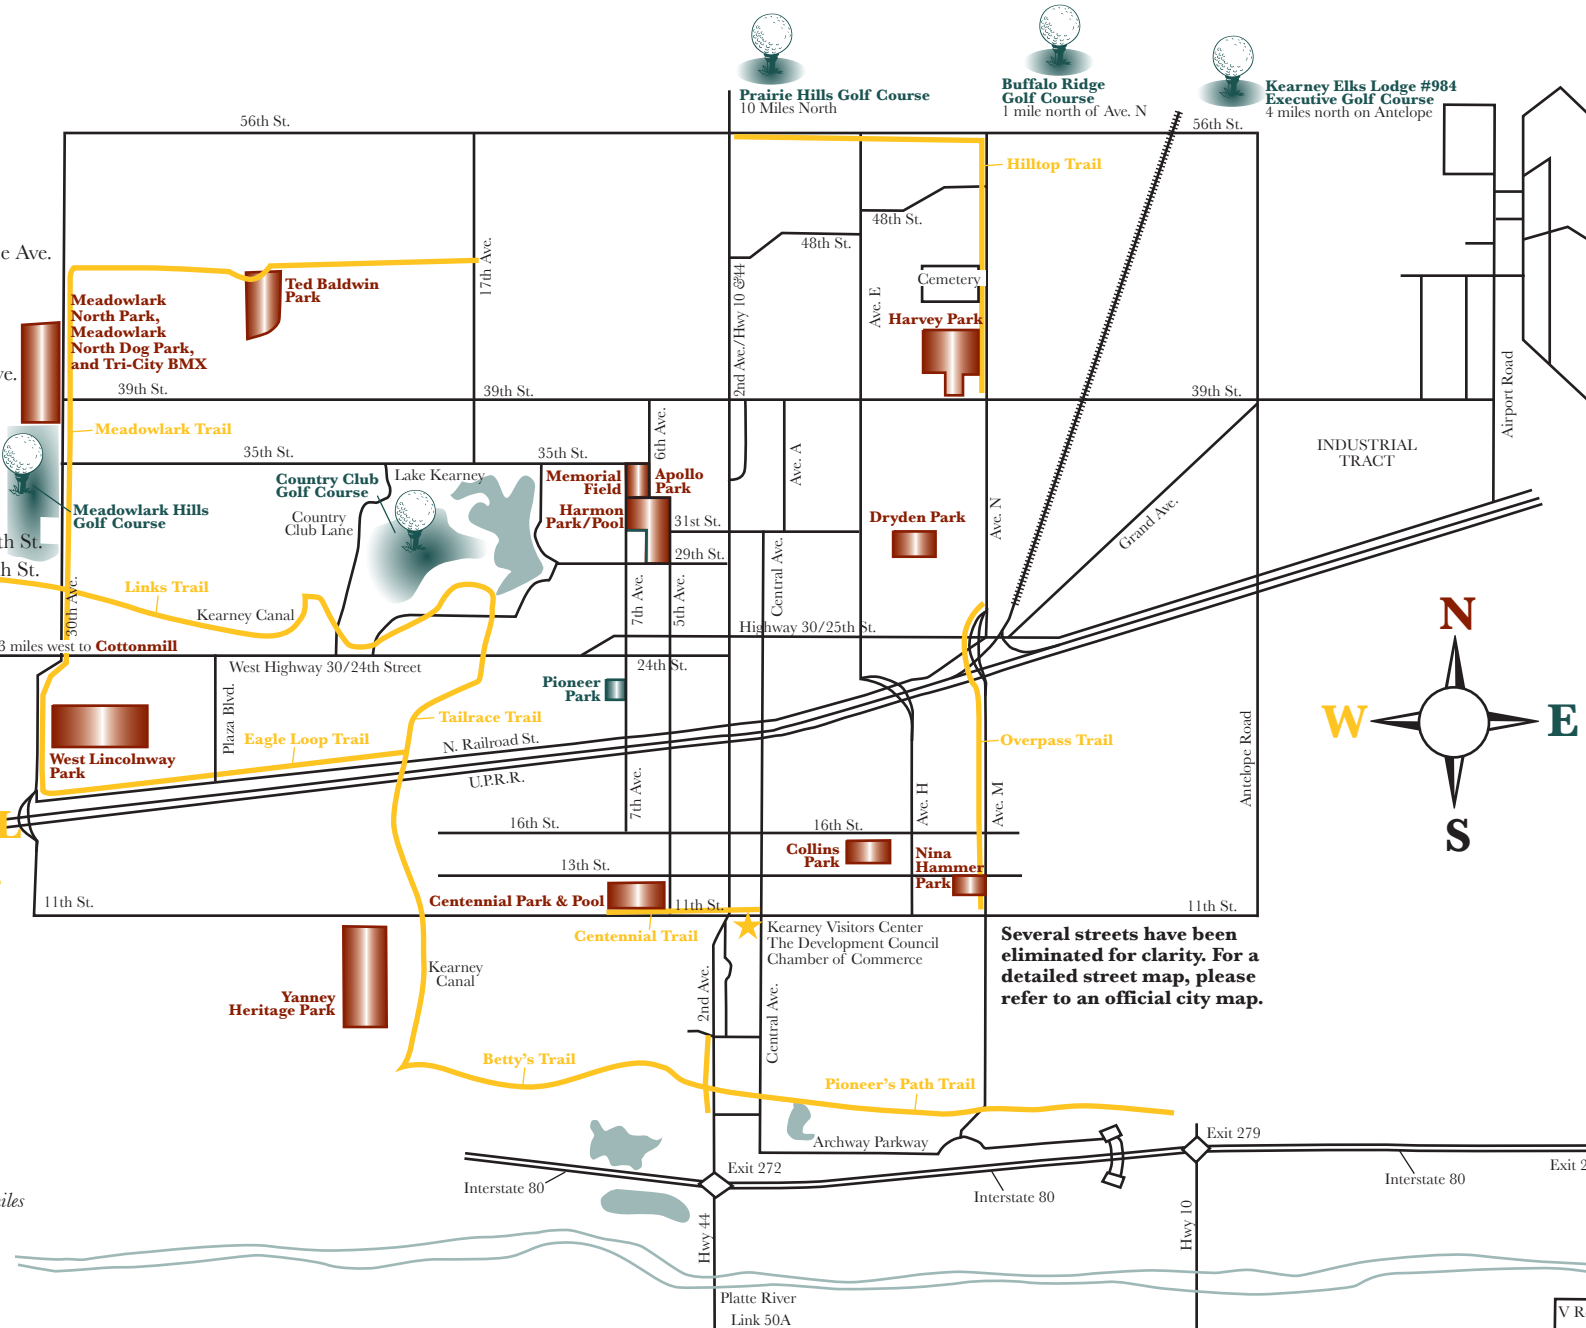 Prairie Hills Golf Course
10 Miles North
Buffalo Ridge
Golf Course
1 mile north of Ave. N
Kearney Elks Lodge #984
Executive Golf Course
4 miles north on Antelope
56th St.
56th St.
Hilltop Trail
48th St.
48th St.
e Ave.
17th Ave.
2nd Ave./Hwy 10 &44
Ave. E
Cemetery
Ted Baldwin
Park
Meadowlark
North Park,
Meadowlark
North Dog Park,
and Tri-City BMX
Harvey Park
ve.
39th St.
39th St.
39th St.
Airport Road
Meadowlark Trail
6th Ave.
Ave. A
INDUSTRIAL
TRACT
35th St.
35th St.
Lake Kearney
Country Club
Golf Course
Memorial
Field
Apollo
Park
Meadowlark Hills
Golf Course
Country
Club Lane
Harmon
Park/Pool
31st St.
Dryden Park
Ave. N
Grand Ave.
th St.
h St.
29th St.
Links Trail
30th Ave.
Kearney Canal
7th Ave.
5th Ave.
Central Ave.
Highway 30/25th St.
3 miles west to Cottonmill
West Highway 30/24th Street
24th St.
N
W
E
S
Pioneer
Park
Plaza Blvd.
Tailrace Trail
Eagle Loop Trail
N. Railroad St.
U.P.R.R.
Overpass Trail
West Lincolnway
Park
7th Ave.
Ave. H
Ave. M
Antelope Road
L
16th St.
16th St.
Collins
Park
Nina
Hammer
Park
13th St.
Centennial Park & Pool
11th St.
11th St.
11th St.
Centennial Trail
Kearney Visitors Center
The Development Council
Chamber of Commerce
Several streets have been
eliminated for clarity. For a
detailed street map, please
refer to an official city map.
Kearney
Canal
2nd Ave.
Central Ave.
Yanney
Heritage Park
Betty's Trail
Pioneer's Path Trail
Archway Parkway
Exit 279
Exit 272
Exit 2
Interstate 80
Interstate 80
Interstate 80
iles
Hwy 44
Hwy 10
Platte River
Link 50A
V R